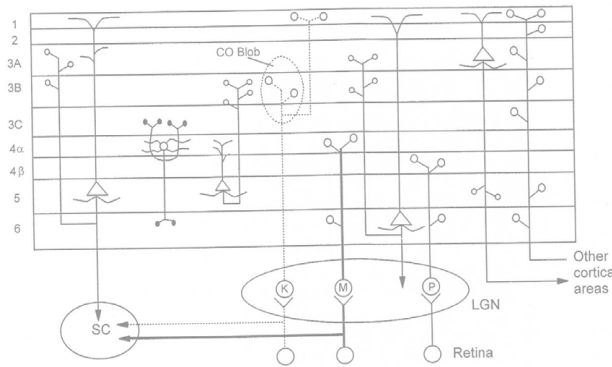 1
2
3A
CO Blob
3B
3C
4α
4β
5
6
Other
cortica
areas
K
M
P
LGN
SC
Retina